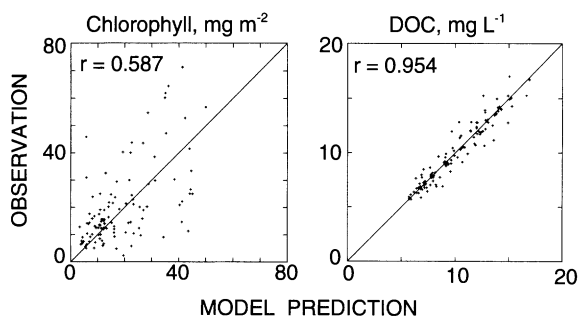 Chlorophyll, mg m-2
DOC, mg L-1
80
r = 0.587
20
r = 0.954
OBSERVATION
40
10
0
0
0
40
80
0
10
20
MODEL PREDICTION